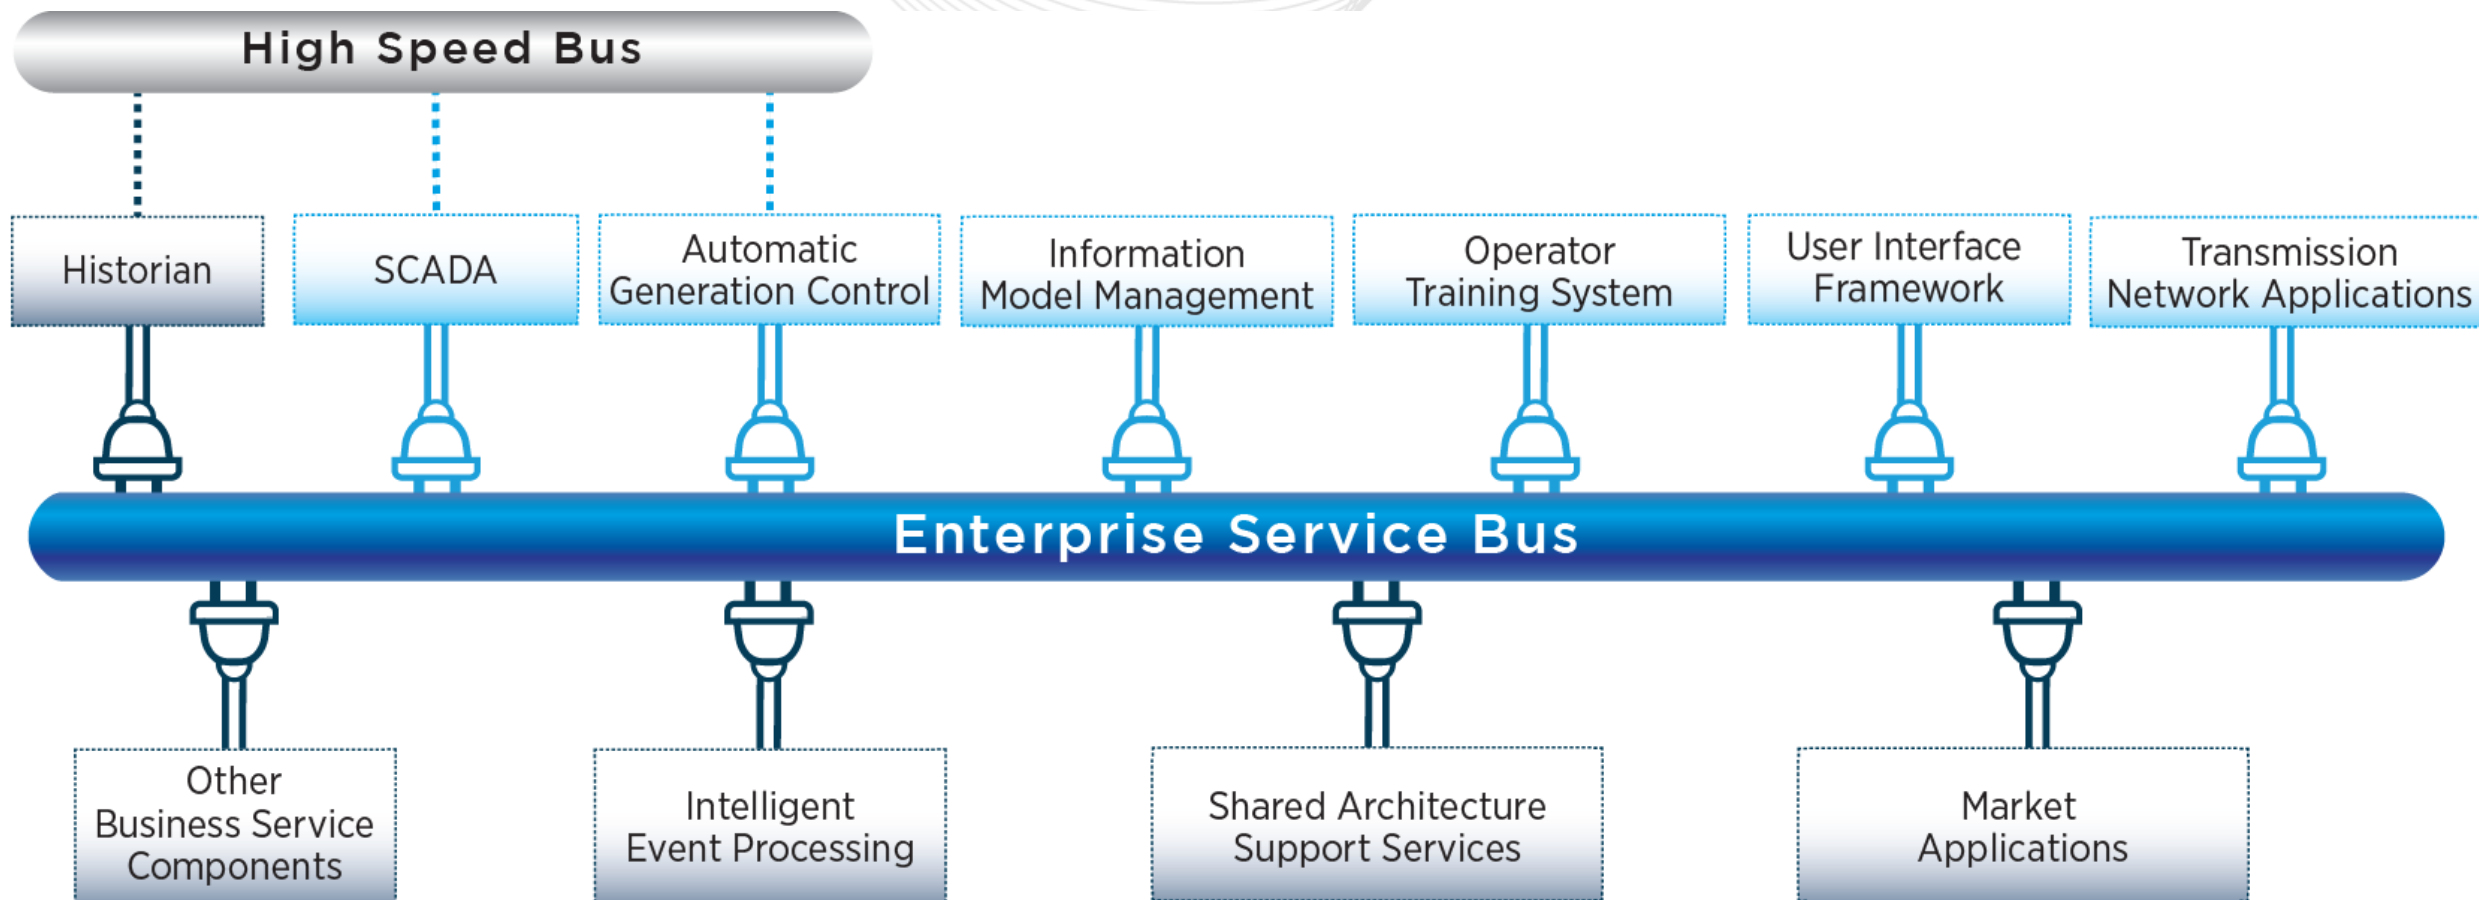 High Speed Bus
Historian
SCADA
Automatic
Generation Control
Information
Model Management
Operator
Training System
User Interface
Framework
Transmission
Network Applications
Enterprise Service Bus
Other
Business Service
Components
Intelligent
Event Processing
Shared Architecture
Support Services
Market
Applications